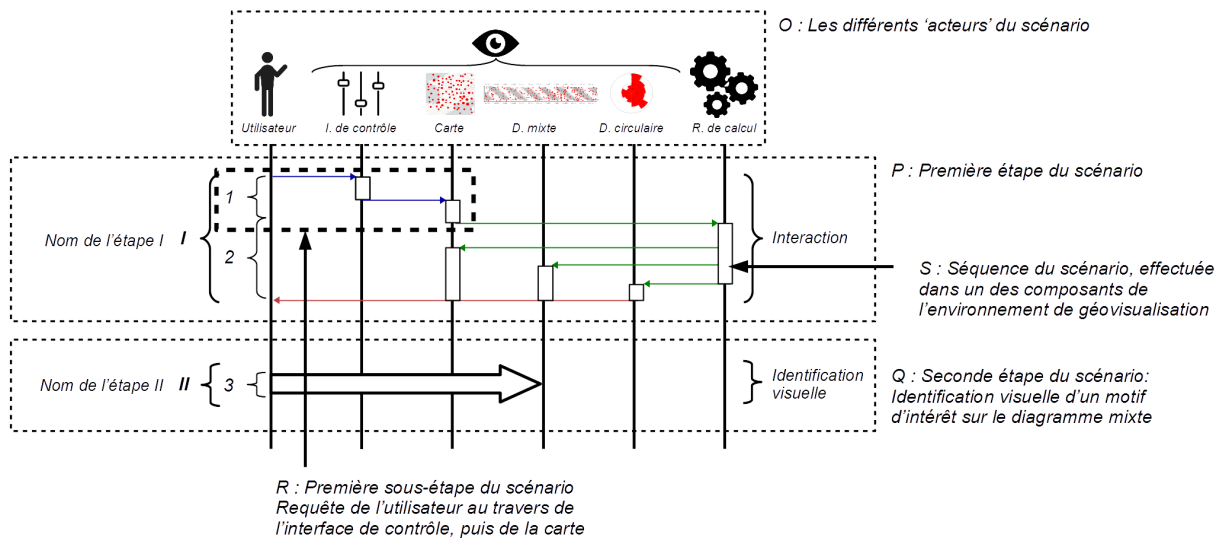 O : Les différents ‘acteurs’ du scénario
Utilisateur
I. de contrôle
Carte
D. mixte
D. circulaire
R. de calcul
P : Première étape du scénario
Nom de l’étape I
I
1
2
Interaction
S : Séquence du scénario, effectuée
dans un des composants de
l’environnement de géovisualisation
Nom de l’étape II
II
3
Identification
visuelle
Q : Seconde étape du scénario:
Identification visuelle d’un motif
d’intérêt sur le diagramme mixte
R : Première sous-étape du scénario
Requête de l’utilisateur au travers de
l’interface de contrôle, puis de la carte